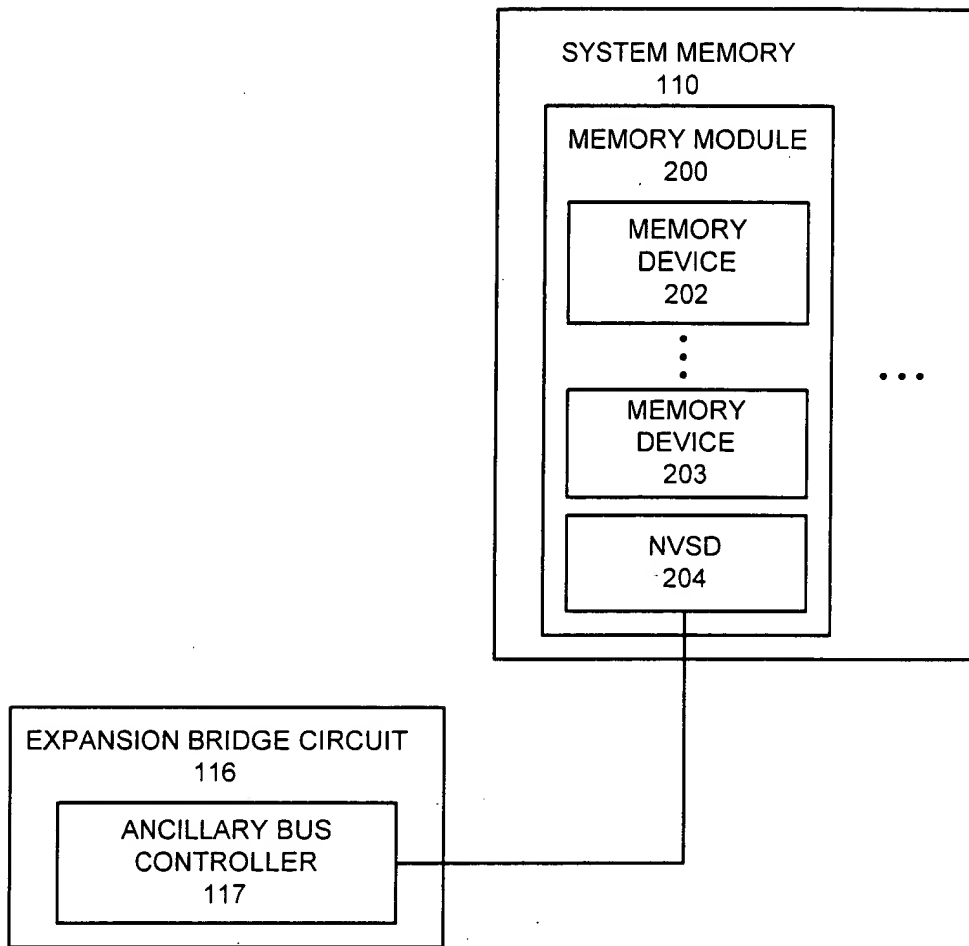 SYSTEM MEMORY
110
MEMORY MODULE
200
MEMORY
DEVICE
202
MEMORY
DEVICE
203
NVSD
204
EXPANSION BRIDGE CIRCUIT
116
ANCILLARY BUS
CONTROLLER
117